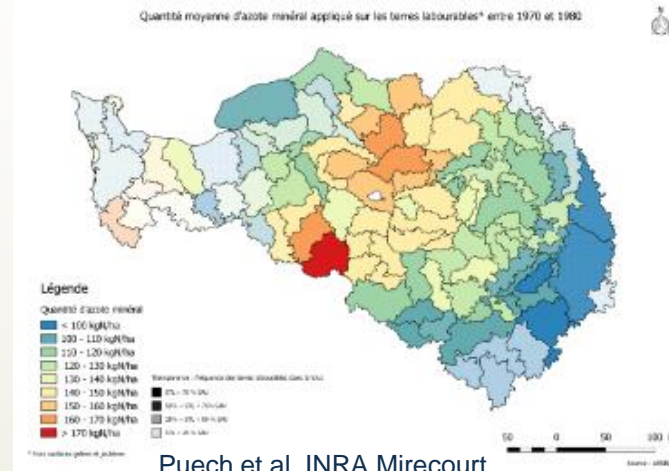 Quantité moyenne d'azote minéral appliqué sur les terres labourables* entre 1970 et 1980
Légende
Quantité d'azote minéral
< 100 kgN/ha
100 - 110 kgN/ha
110 - 120 kgN/ha
120 - 130 kgN/ha
130 - 140 kgN/ha
140 - 150 kgN/ha
150 - 160 kgN/ha
160 - 170 kgN/ha
> 170 kgN/ha
50 0 50 100
Puech et al. INRA Mirecourt